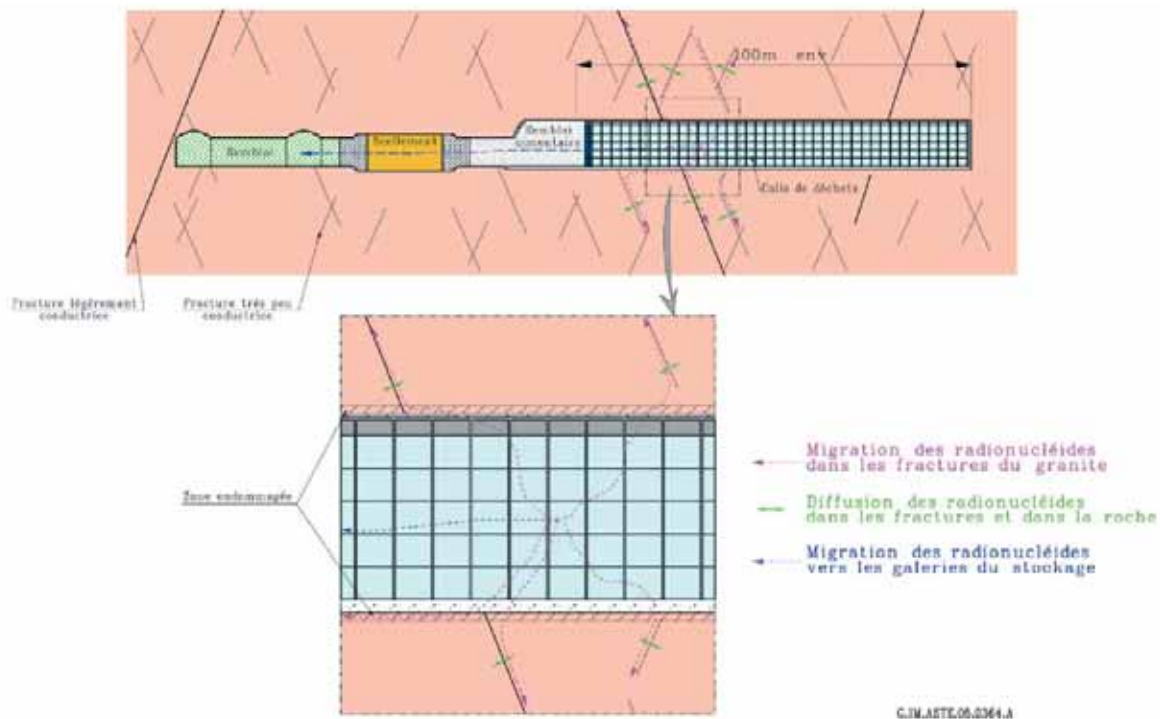 100m env
Remblai
Scellement
Remblai
cimentaire
Colis de déchets
Fracture légèrement
conductrice
Fracture très peu
conductrice
Zone endommagée
Migration des radionucléides
dans les fractures du granite
Diffusion des radionucléides
dans les fractures et dans la roche
Migration des radionucléides
vers les galeries du stockage
C.IM.ASTE.05.0364.A